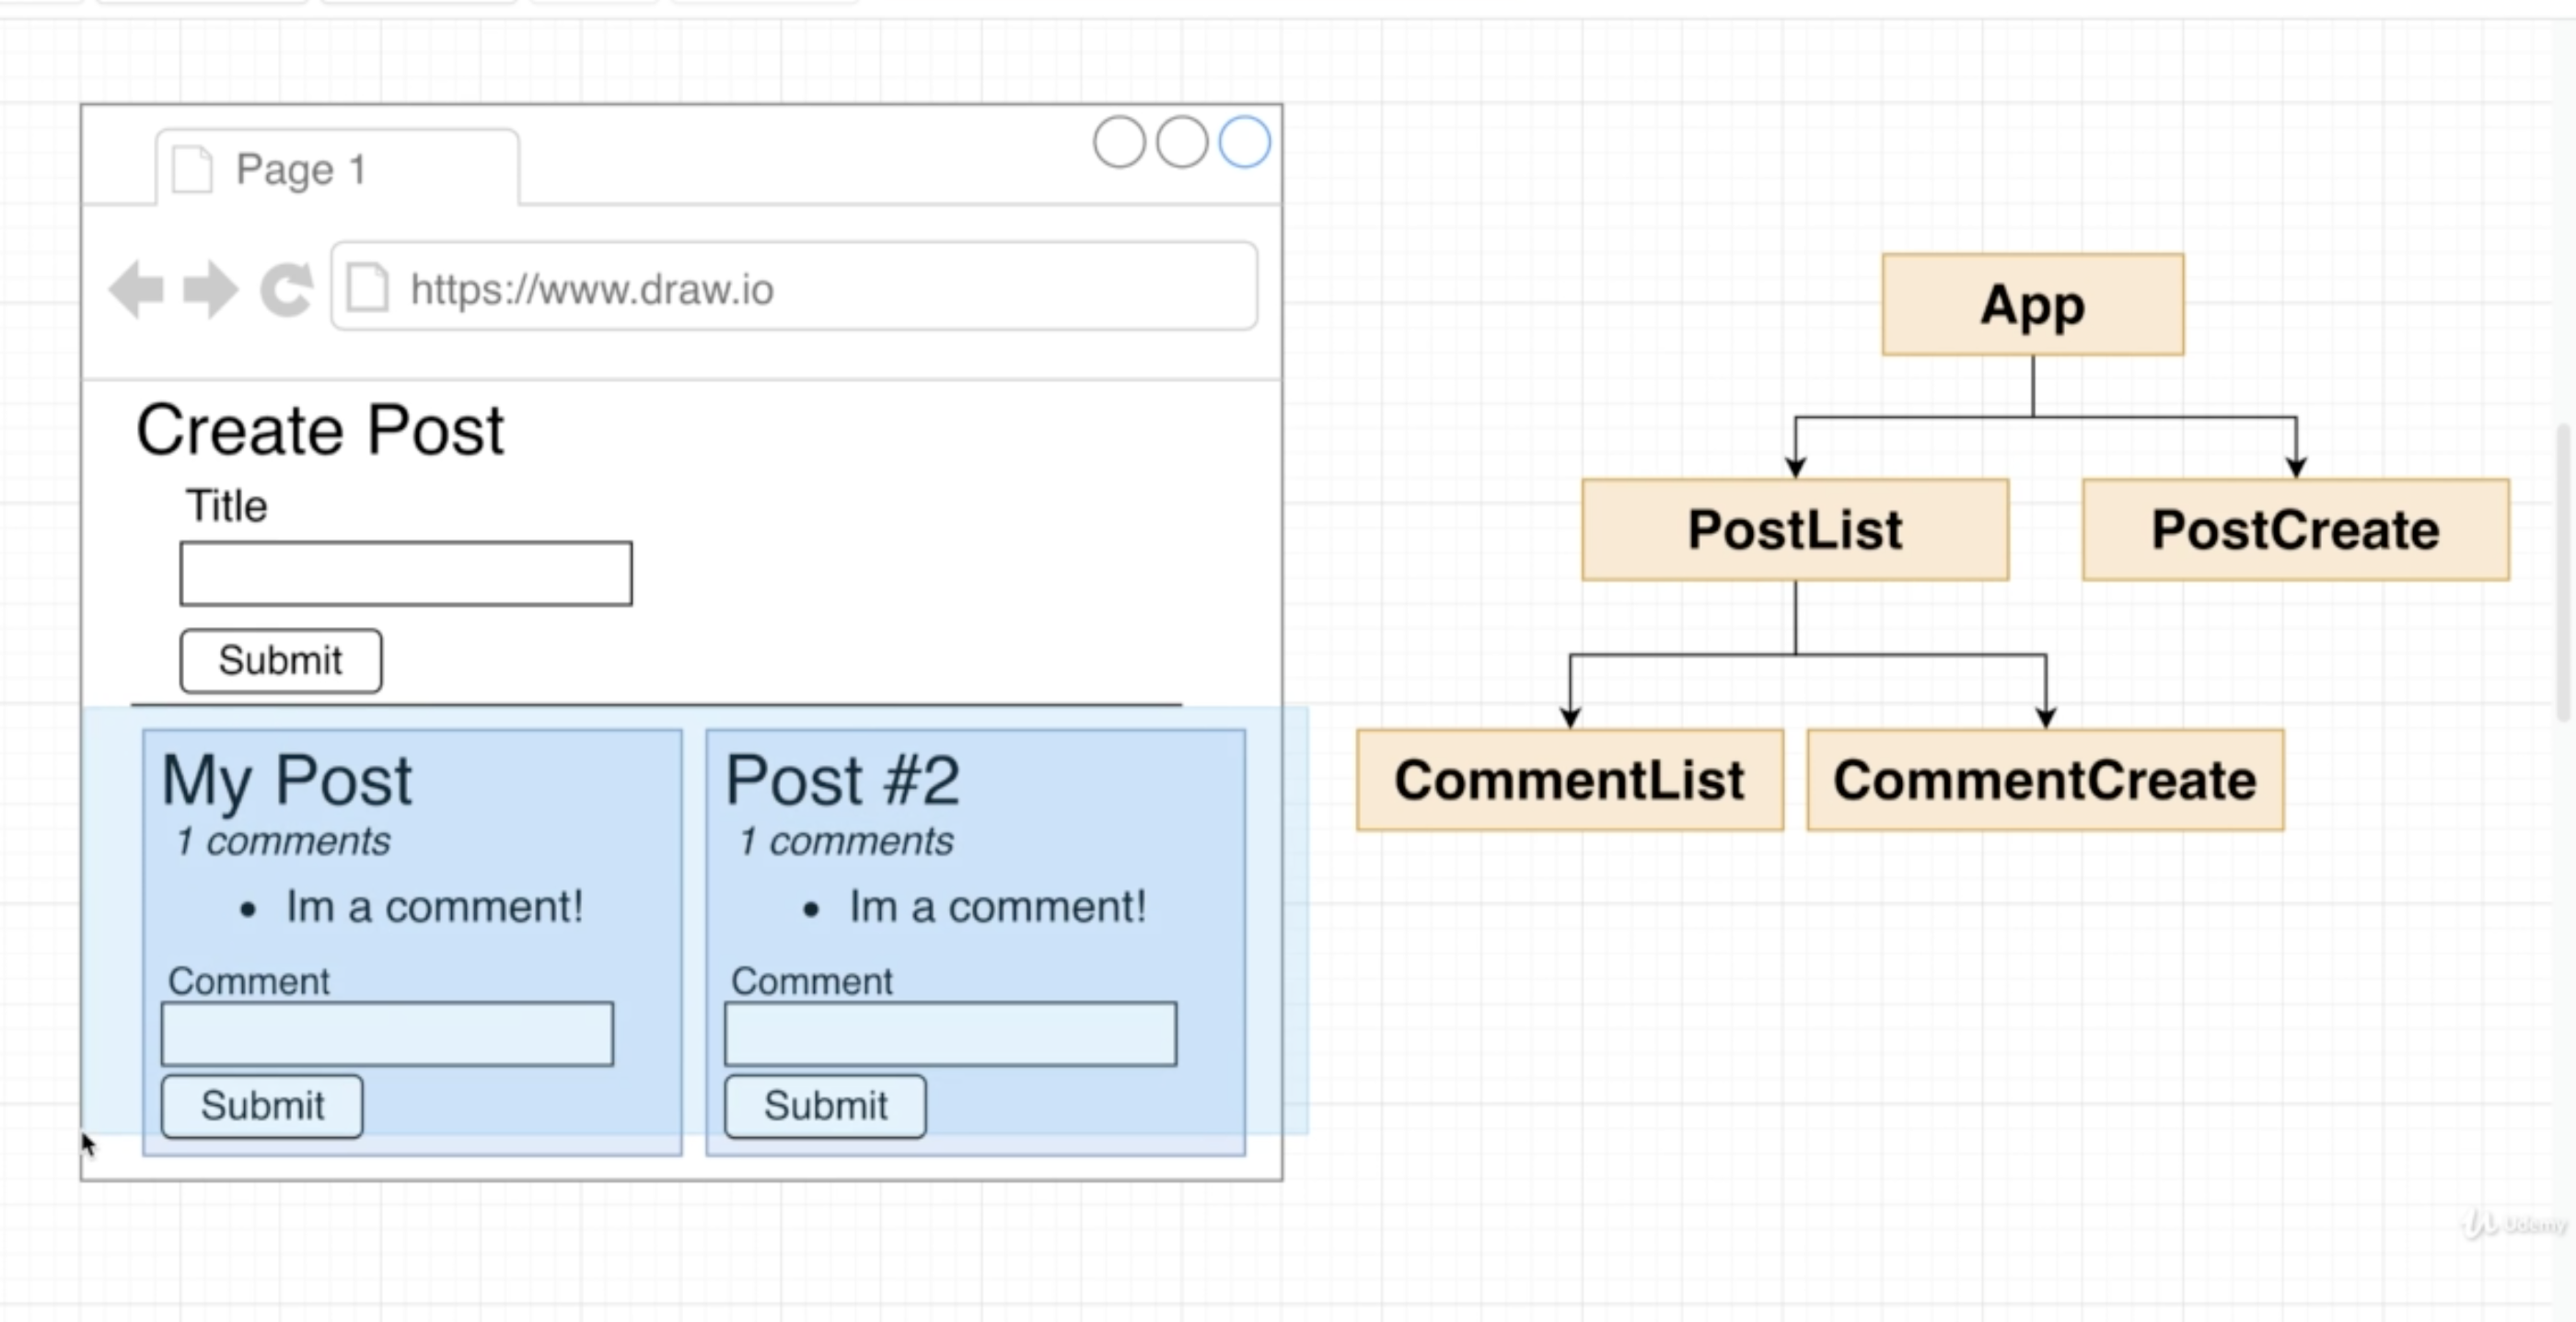 Page 1
https://www.draw.io
Create Post
Title
Submit
My Post
1 comments
Im a comment!
Comment
Submit
Post #2
1 comments
Im a comment!
Comment
Submit
App
PostList
PostCreate
CommentList
CommentCreate
Udemy